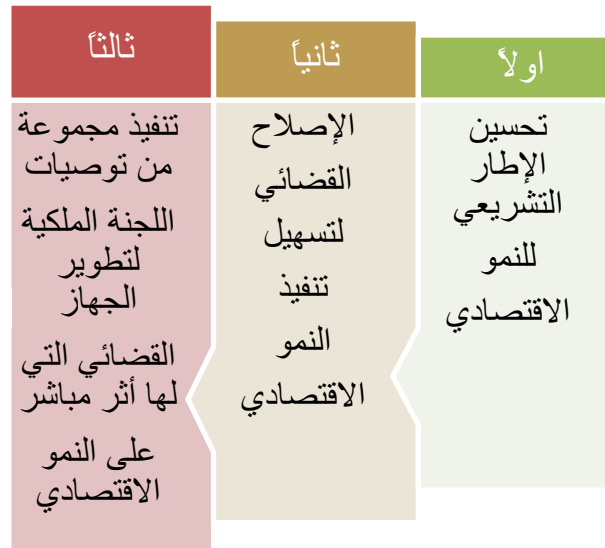 اولاً
تحسين
الإطار
التشريعي
للنمو
الاقتصادي
ثانياً
الإصلاح
القضائي
لتسهيل
تنفيذ
النمو
الاقتصادي
ثالثاً
تنفيذ مجموعة
من توصيات
اللجنة الملكية
لتطوير
الجهاز
القضائي التي
لها أثر مباشر
على النمو
الاقتصادي